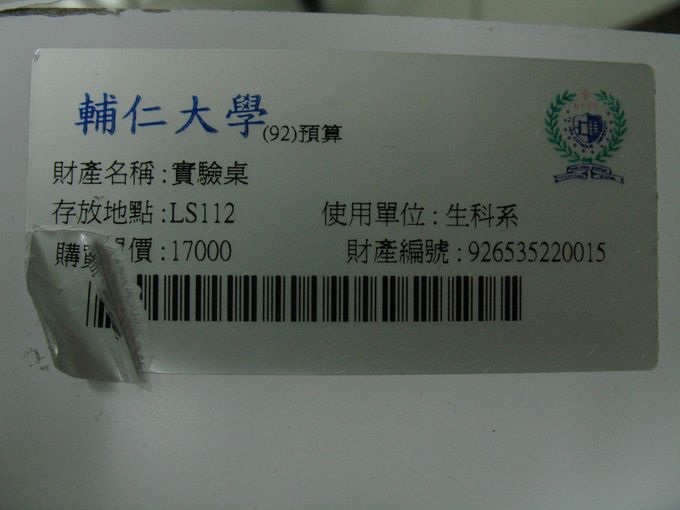 輔仁大學(92)預算
財產名稱:實驗桌
存放地點:LS112 使用單位:生科系
購 價:17000 財產編號:926535220015